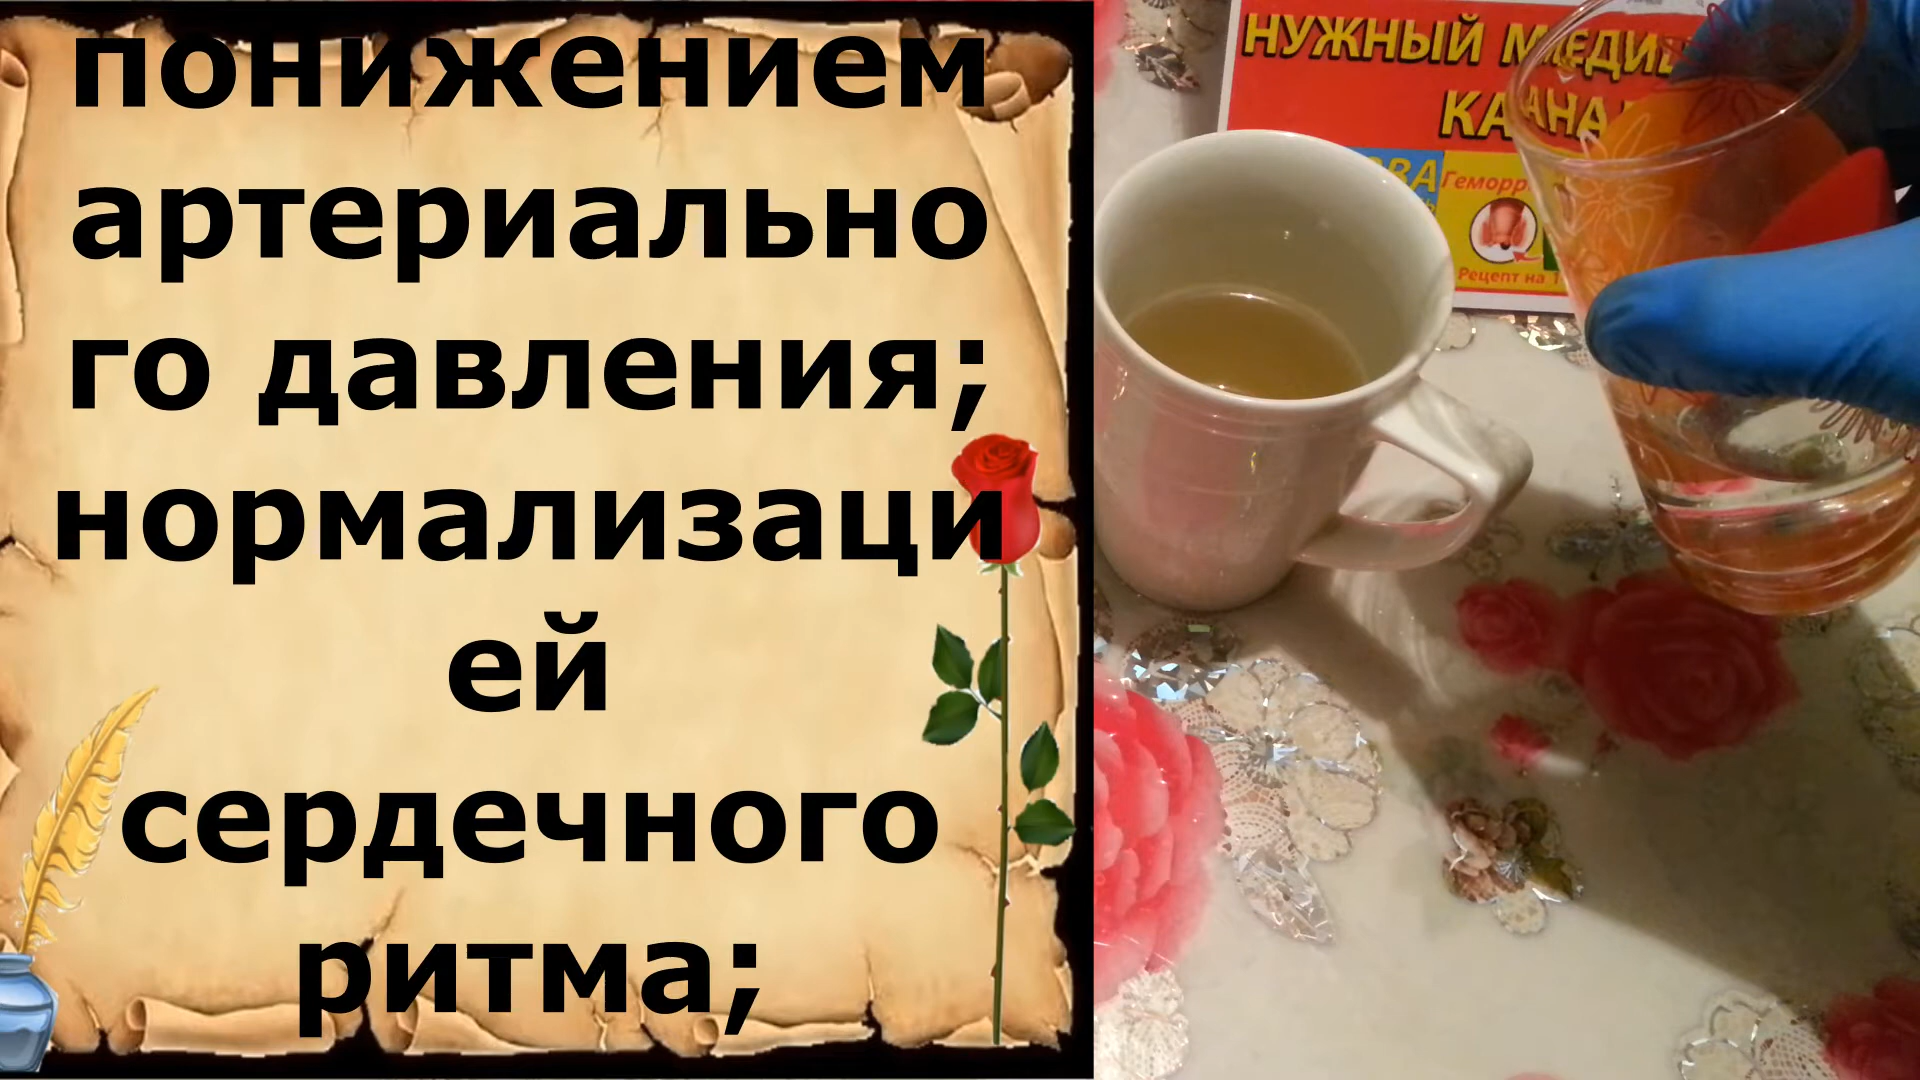 понижением
артериально
го давления;
нормализаци
ей
сердечного
ритма;
НУЖНЫЙ
Рецепт на